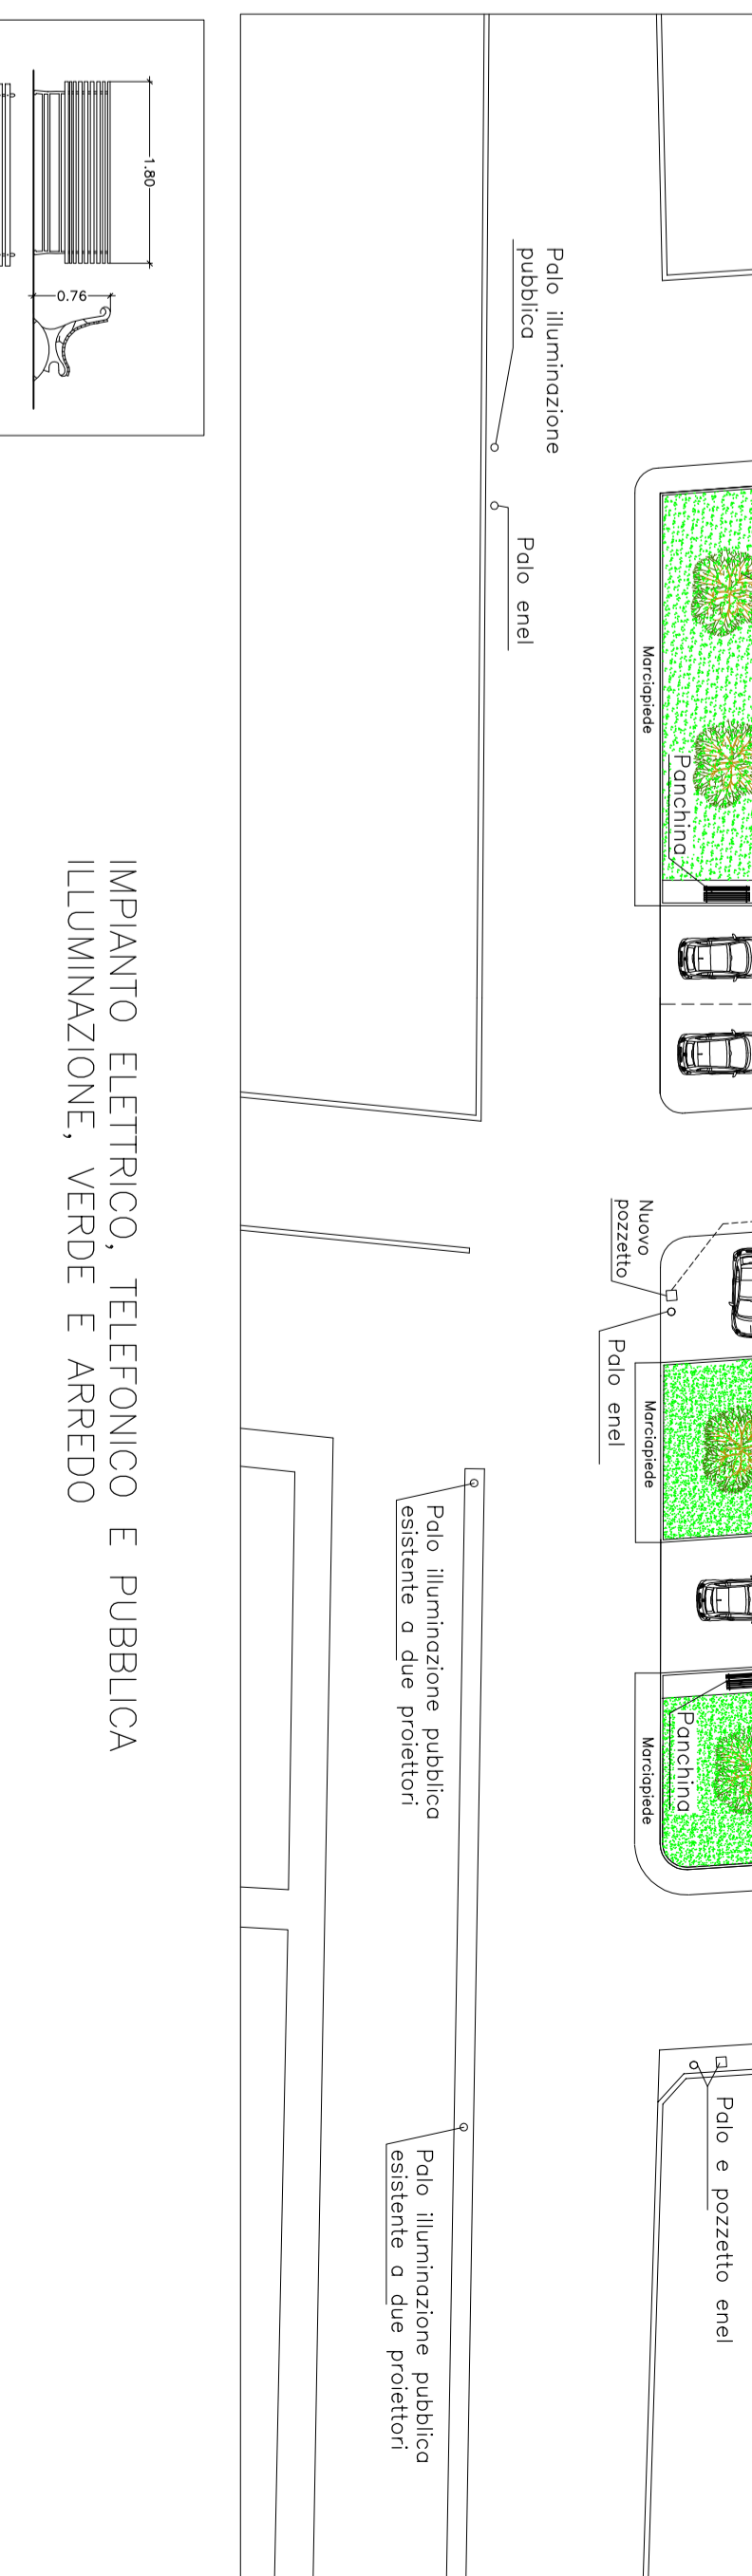 1.80
0.76
Palo illuminazione
pubblica
Palo enel
Marciapiede
Panchina
Nuovo
pozzetto
Palo enel
Marciapiede
Panchina
Marciapiede
Palo e pozzetto enel
Palo illuminazione pubblica
esistente a due proiettori
Palo illuminazione pubblica
esistente a due proiettori
IMPIANTO ELETTRICO, TELEFONICO E PUBBLICA
ILLUMINAZIONE, VERDE E ARREDO